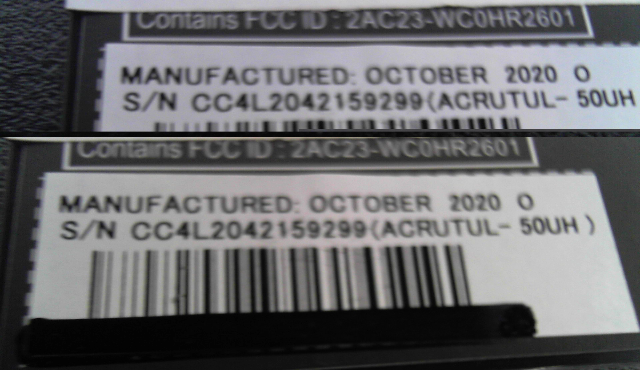 Contains FCC ID : 2AC23-WC0HR2601
MANUFACTURED: OCTOBER 2020 O
S/N CC4L2042159299(ACRUTUL- 50UH
Contains FCC ID : 2AC23-WC0HR2601
MANUFACTURED: OCTOBER 2020 O
S/N CC4L2042159299(ACRUTUL- 50UH )